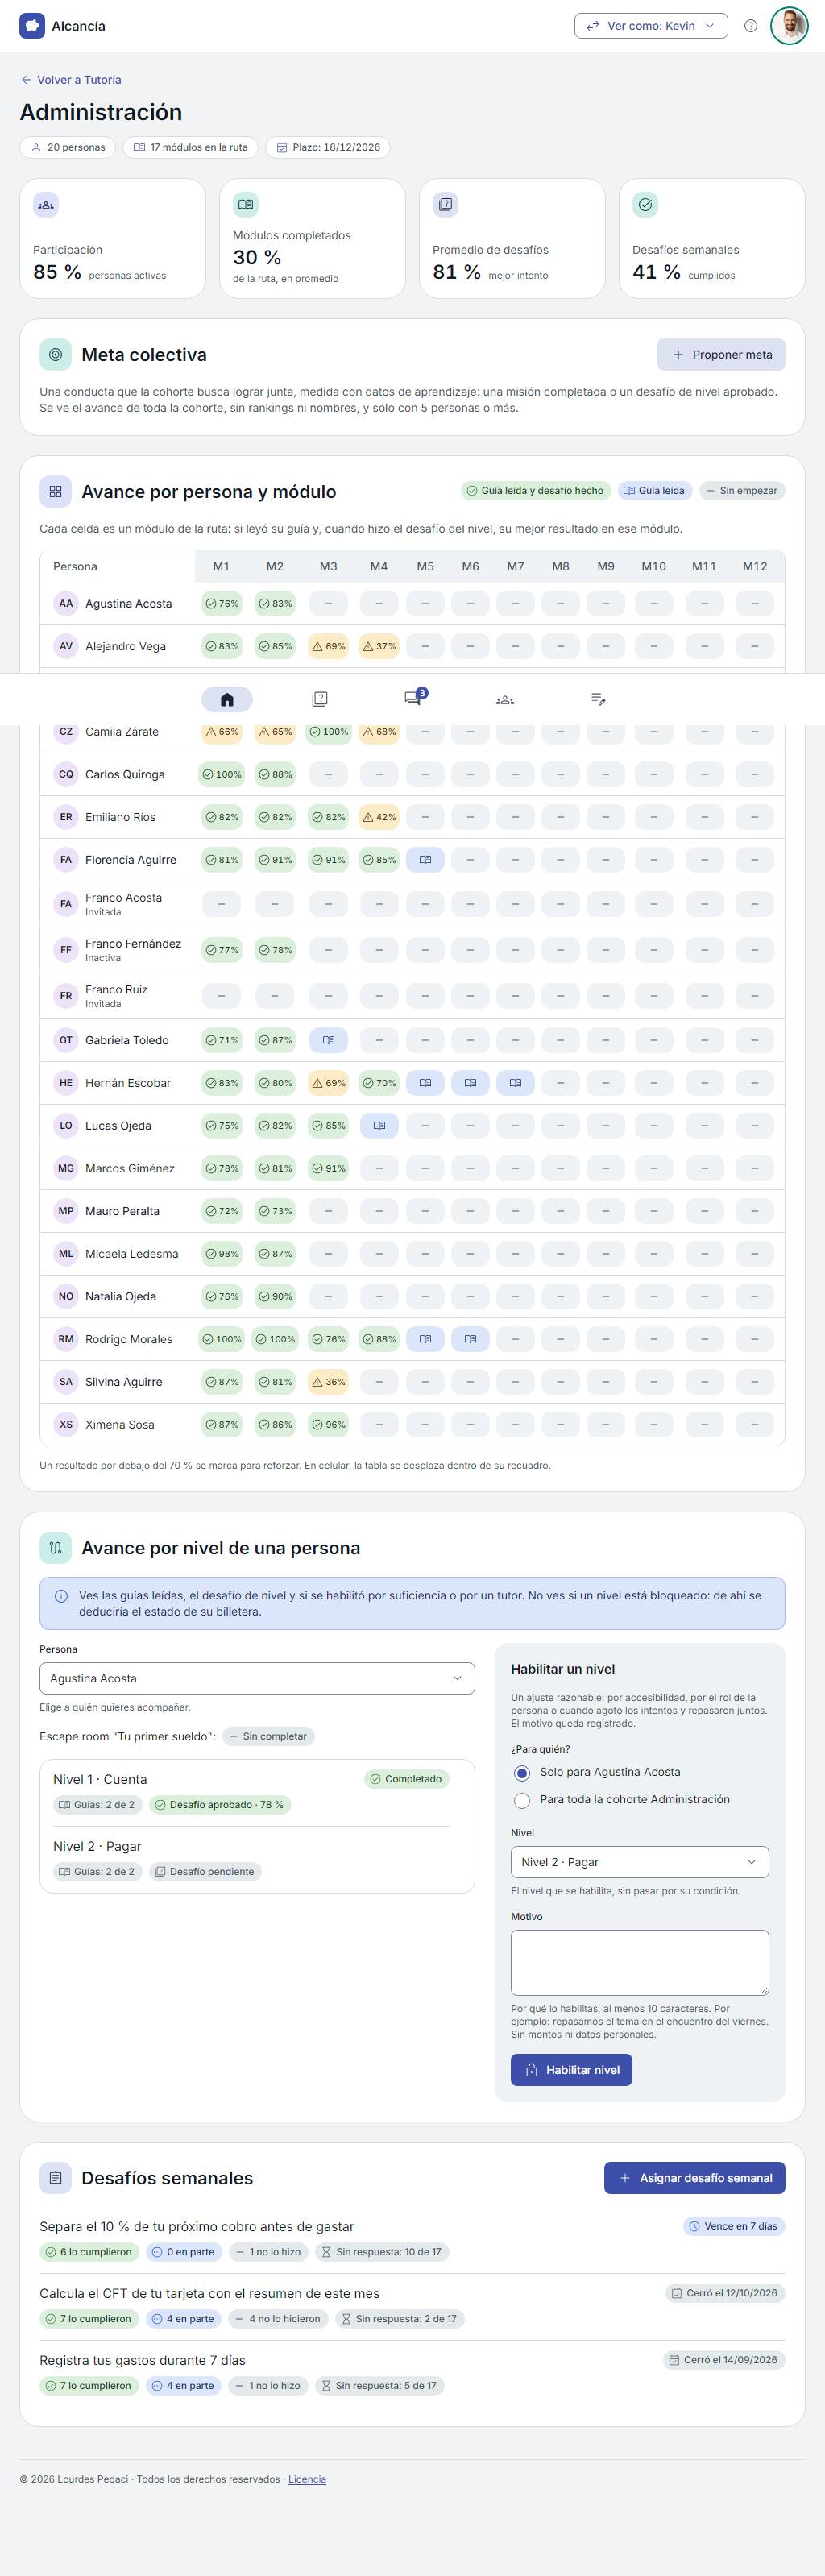 Alcancía
Ver como: Kevin
Volver a Tutoría
Administración
20 personas
17 módulos en la ruta
Plazo: 18/12/2026
Participación
85 % personas activas
Módulos completados
30 %
de la ruta, en promedio
Promedio de desafíos
81 % mejor intento
Desafíos semanales
41 % cumplidos
Meta colectiva
Proponer meta
Una conducta que la cohorte busca lograr junta, medida con datos de aprendizaje: una misión completada o un desafío de nivel aprobado.
Se ve el avance de toda la cohorte, sin rankings ni nombres, y solo con 5 personas o más.
Avance por persona y módulo
Guía leída y desafío hecho
Guía leída
Sin empezar
Cada celda es un módulo de la ruta: si leyó su guía y, cuando hizo el desafío del nivel, su mejor resultado en ese módulo.
Persona M1 M2 M3 M4 M5 M6 M7 M8 M9 M10 M11 M12
AA Agustina Acosta 76% 83% – – – – – – – – – –
AV Alejandro Vega 83% 85% 69% 37% – – – – – – – –
3
CZ Camila Zárate 66% 65% 100% 68% – – – – – – – –
CQ Carlos Quiroga 100% 88% – – – – – – – – – –
ER Emiliano Ríos 82% 82% 82% 42% – – – – – – – –
FA Florencia Aguirre 81% 91% 91% 85% – – – – – – –
FA Franco Acosta – – – – – – – – – – – –
Invitada
FF Franco Fernández 77% 78% – – – – – – – – – –
Inactiva
FR Franco Ruiz – – – – – – – – – – – –
Invitada
GT Gabriela Toledo 71% 87% – – – – – – – – –
HE Hernán Escobar 83% 80% 69% 70% – – – – –
LO Lucas Ojeda 75% 82% 85% – – – – – – – –
MG Marcos Giménez 78% 81% 91% – – – – – – – – –
MP Mauro Peralta 72% 73% – – – – – – – – – –
ML Micaela Ledesma 98% 87% – – – – – – – – – –
NO Natalia Ojeda 76% 90% – – – – – – – – – –
RM Rodrigo Morales 100% 100% 76% 88% – – – – – –
SA Silvina Aguirre 87% 81% 36% – – – – – – – – –
XS Ximena Sosa 87% 86% 96% – – – – – – – – –
Un resultado por debajo del 70 % se marca para reforzar. En celular, la tabla se desplaza dentro de su recuadro.
Avance por nivel de una persona
Ves las guías leídas, el desafío de nivel y si se habilitó por suficiencia o por un tutor. No ves si un nivel está bloqueado: de ahí se
deduciría el estado de su billetera.
Persona
Agustina Acosta
Elige a quién quieres acompañar.
Escape room "Tu primer sueldo": – Sin completar
Nivel 1 · Cuenta
Completado
Guías: 2 de 2
Desafío aprobado · 78 %
Nivel 2 · Pagar
Guías: 2 de 2
Desafío pendiente
Habilitar un nivel
Un ajuste razonable: por accesibilidad, por el rol de la
persona o cuando agotó los intentos y repasaron juntos.
El motivo queda registrado.
¿Para quién?
Solo para Agustina Acosta
Para toda la cohorte Administración
Nivel
Nivel 2 · Pagar
El nivel que se habilita, sin pasar por su condición.
Motivo
Por qué lo habilitas, al menos 10 caracteres. Por
ejemplo: repasamos el tema en el encuentro del viernes.
Sin montos ni datos personales.
Habilitar nivel
Desafíos semanales
Asignar desafío semanal
Separa el 10 % de tu próximo cobro antes de gastar
Vence en 7 días
6 lo cumplieron
0 en parte
1 no lo hizo
Sin respuesta: 10 de 17
Calcula el CFT de tu tarjeta con el resumen de este mes
Cerró el 12/10/2026
7 lo cumplieron
4 en parte
4 no lo hicieron
Sin respuesta: 2 de 17
Registra tus gastos durante 7 días
Cerró el 14/09/2026
7 lo cumplieron
4 en parte
1 no lo hizo
Sin respuesta: 5 de 17
© 2026 Lourdes Pedaci · Todos los derechos reservados · Licencia